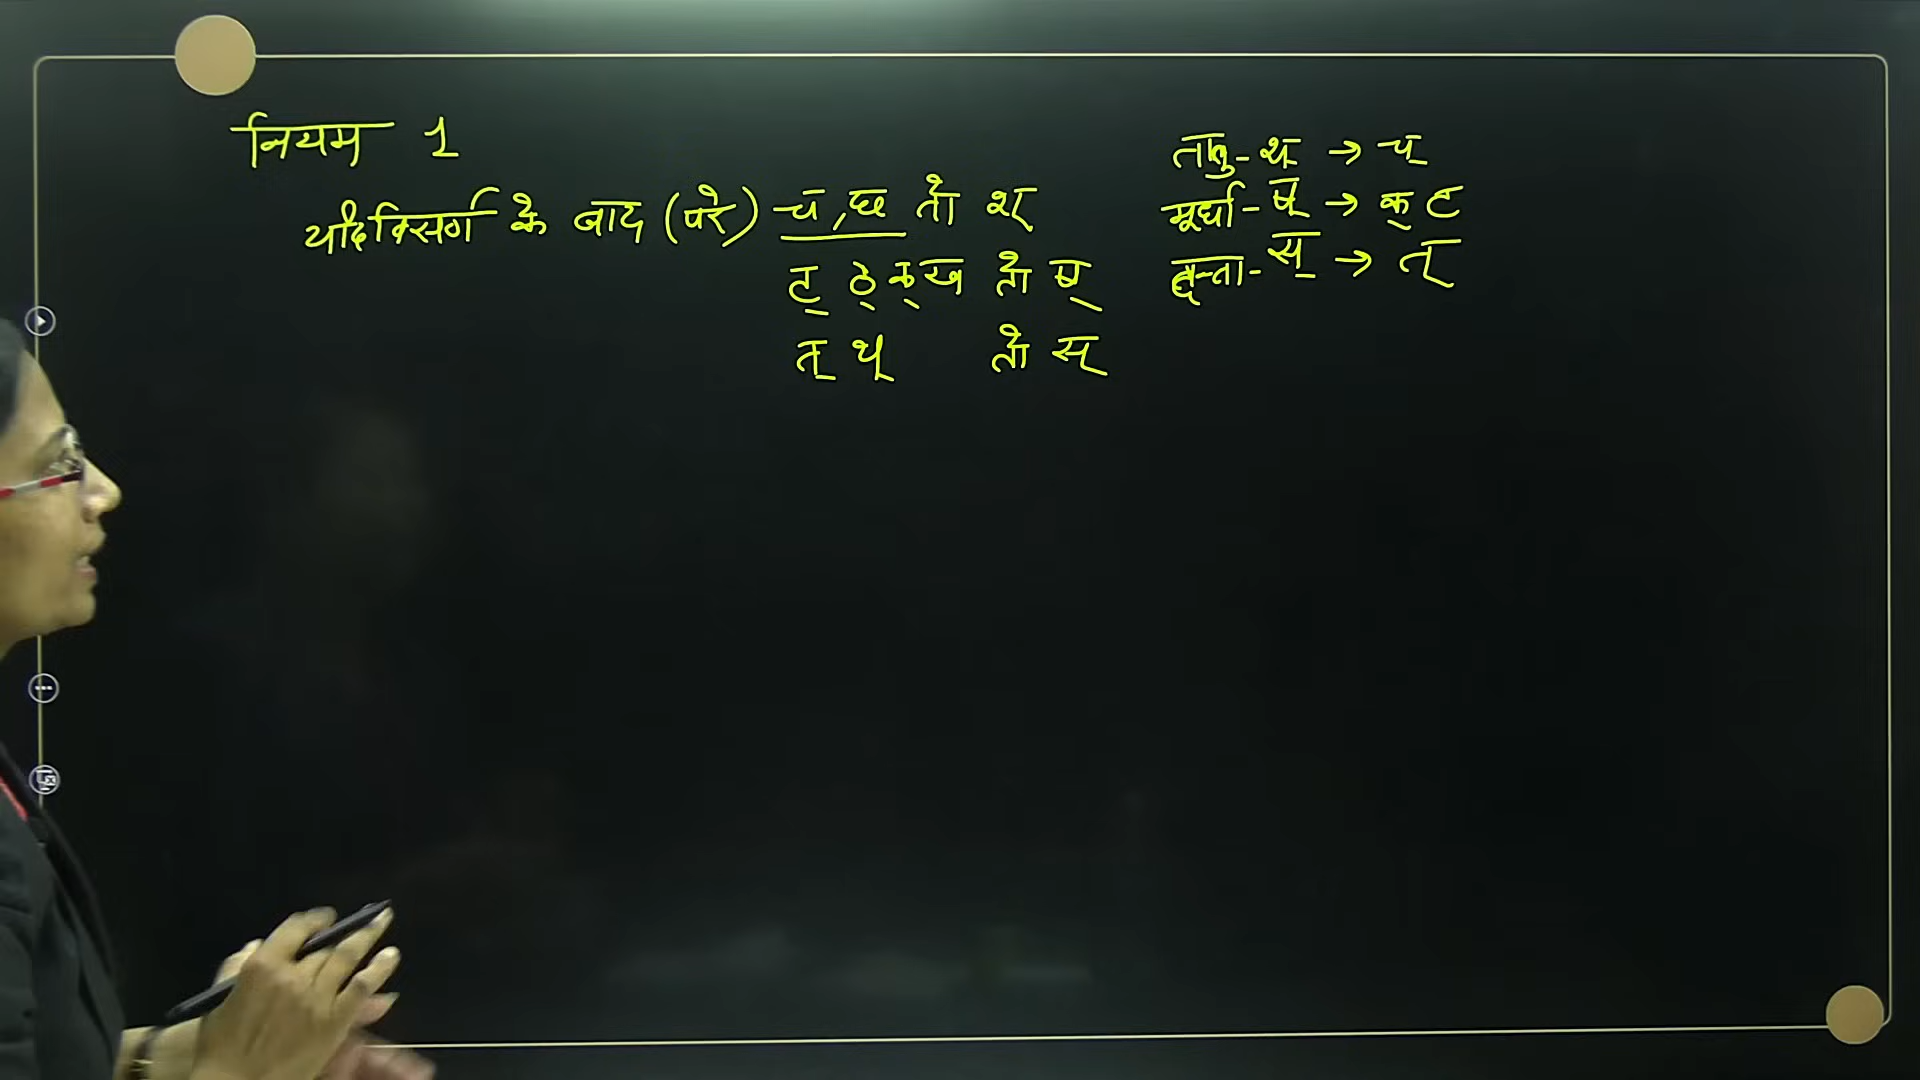 नियम 1
यदि विसर्ग के बाद (परे) च, छ तो श्
ट् ठ् क् ख तो ष्
त् थ् तो स्
तालु - श् → च्
मूर्धा - ष् → क् ट
दन्ता - स् → त्